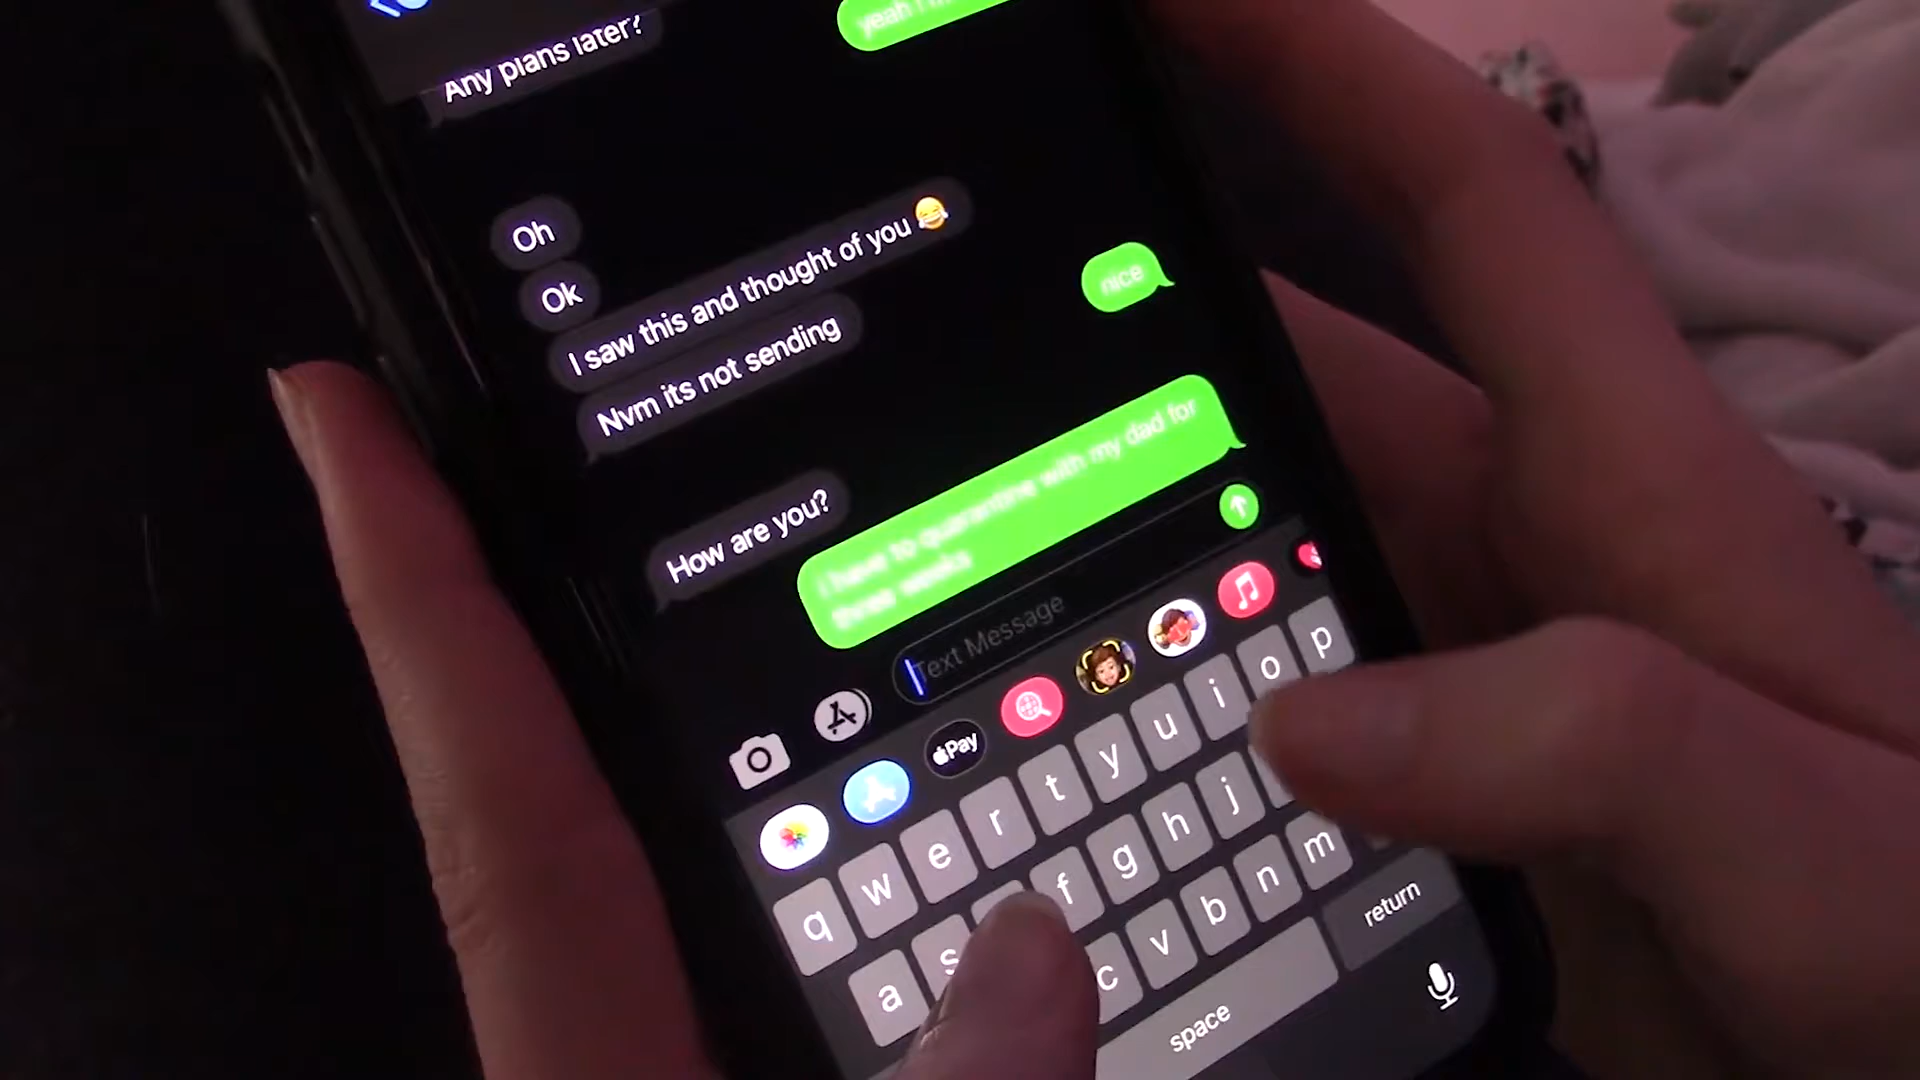 Any plans later?
yeah
Oh
Ok
I saw this and thought of you 😂
nice
Nvm its not sending
How are you?
i have to quarantine with my dad for
three weeks
Text Message
Pay
q w e r t y u i o p
a s f g h j
c v b n m
space
return